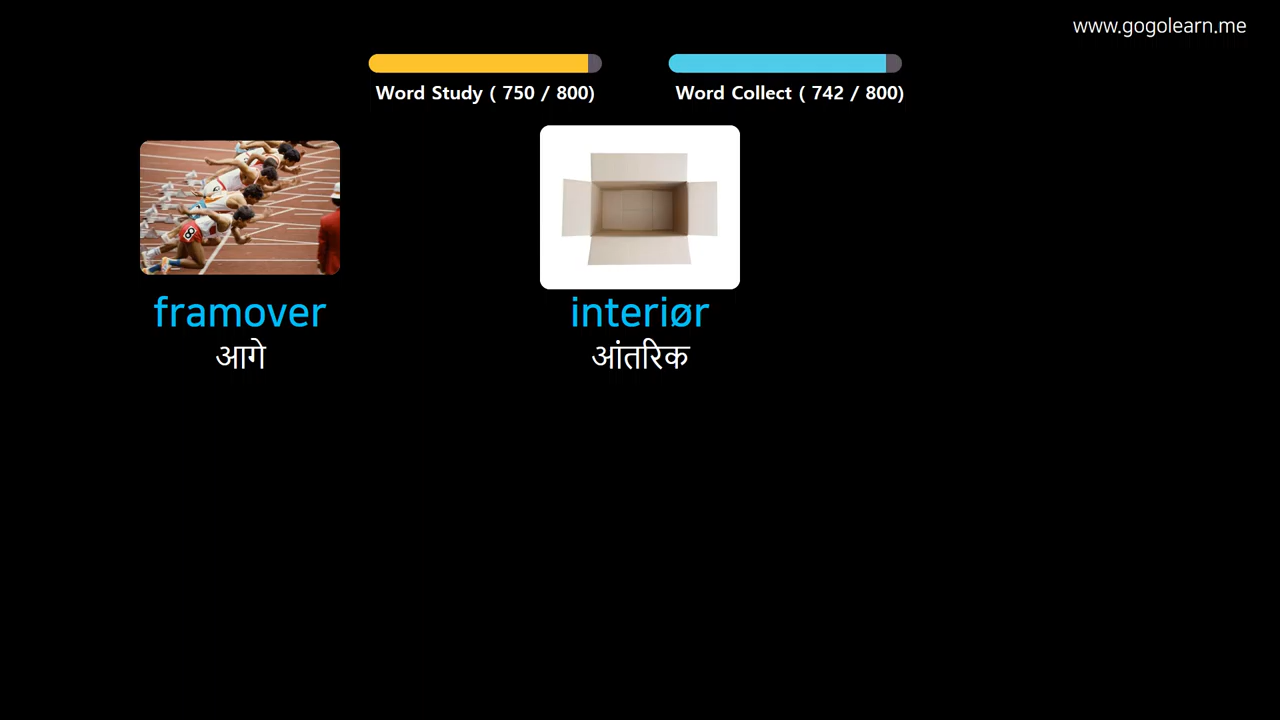 www.gogolearn.me
Word Study ( 750 / 800)
Word Collect ( 742 / 800)
framover
आगे
interiør
आंतरिक